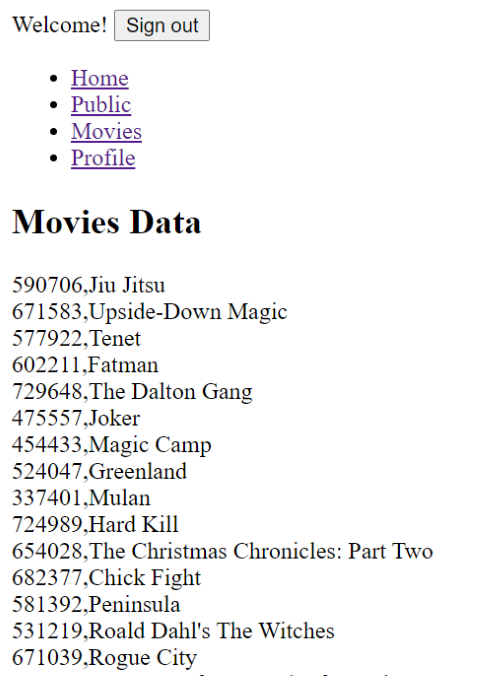 Welcome! Sign out
Home
Public
Movies
Profile
Movies Data
590706,Jiu Jitsu
671583,Upside-Down Magic
577922,Tenet
602211,Fatman
729648,The Dalton Gang
475557,Joker
454433,Magic Camp
524047,Greenland
337401,Mulan
724989,Hard Kill
654028,The Christmas Chronicles: Part Two
682377,Chick Fight
581392,Peninsula
531219,Roald Dahl's The Witches
671039,Rogue City